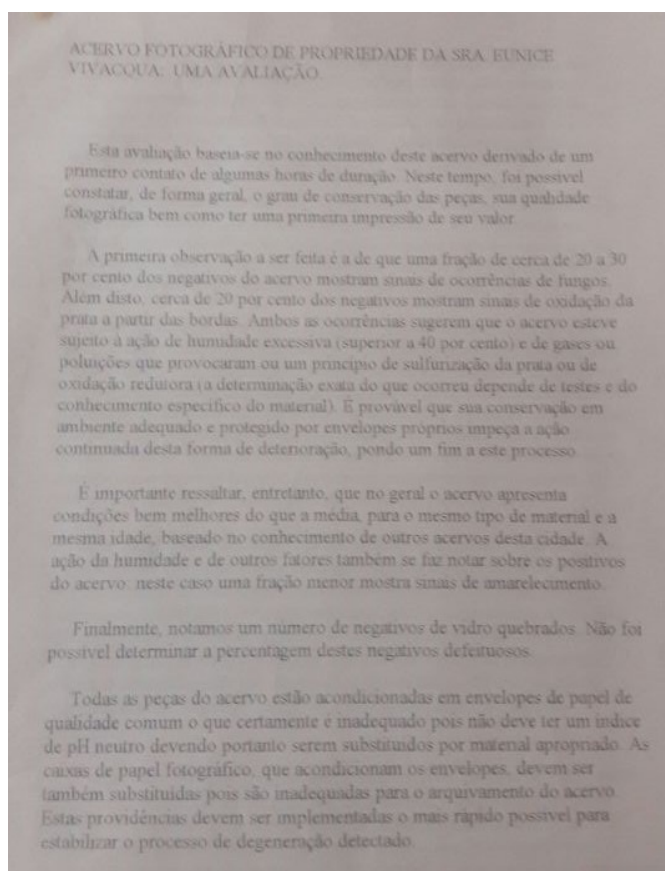 ACERVO FOTOGRÁFICO DE PROPRIEDADE DA SRA. EUNICE
VIVACQUA: UMA AVALIAÇÃO.
Esta avaliação baseia-se no conhecimento deste acervo derivado de um
primeiro contato de algumas horas de duração. Neste tempo, foi possível
constatar, de forma geral, o grau de conservação das peças, sua qualidade
fotográfica bem como ter uma primeira impressão de seu valor.
A primeira observação a ser feita é a de que uma fração de cerca de 20 a 30
por cento dos negativos do acervo mostram sinais de ocorrências de fungos.
Além disto, cerca de 20 por cento dos negativos mostram sinais de oxidação da
prata a partir das bordas. Ambos as ocorrências sugerem que o acervo esteve
sujeito à ação de humidade excessiva (superior a 40 por cento) e de gases ou
poluições que provocaram ou um princípio de sulfurização da prata ou de
oxidação redutora (a determinação exata do que ocorreu depende de testes e do
conhecimento específico do material). É provável que sua conservação em
ambiente adequado e protegido por envelopes próprios impeça a ação
continuada desta forma de deterioração, pondo um fim a este processo.
É importante ressaltar, entretanto, que no geral o acervo apresenta
condições bem melhores do que a média, para o mesmo tipo de material e a
mesma idade, baseado no conhecimento de outros acervos desta cidade. A
ação da humidade e de outros fatores também se faz notar sobre os positivos
do acervo: neste caso uma fração menor mostra sinais de amarelecimento.
Finalmente, notamos um número de negativos de vidro quebrados. Não foi
possível determinar a percentagem destes negativos defeituosos.
Todas as peças do acervo estão acondicionadas em envelopes de papel de
qualidade comum o que certamente é inadequado pois não deve ter um índice
de pH neutro devendo portanto serem substituidos por material apropriado. As
caixas de papel fotográfico, que acondicionam os envelopes, devem ser
também substituídas pois são inadequadas para o arquivamento do acervo.
Estas providências devem ser implementadas o mais rápido possível para
estabilizar o processo de degeneração detectado.